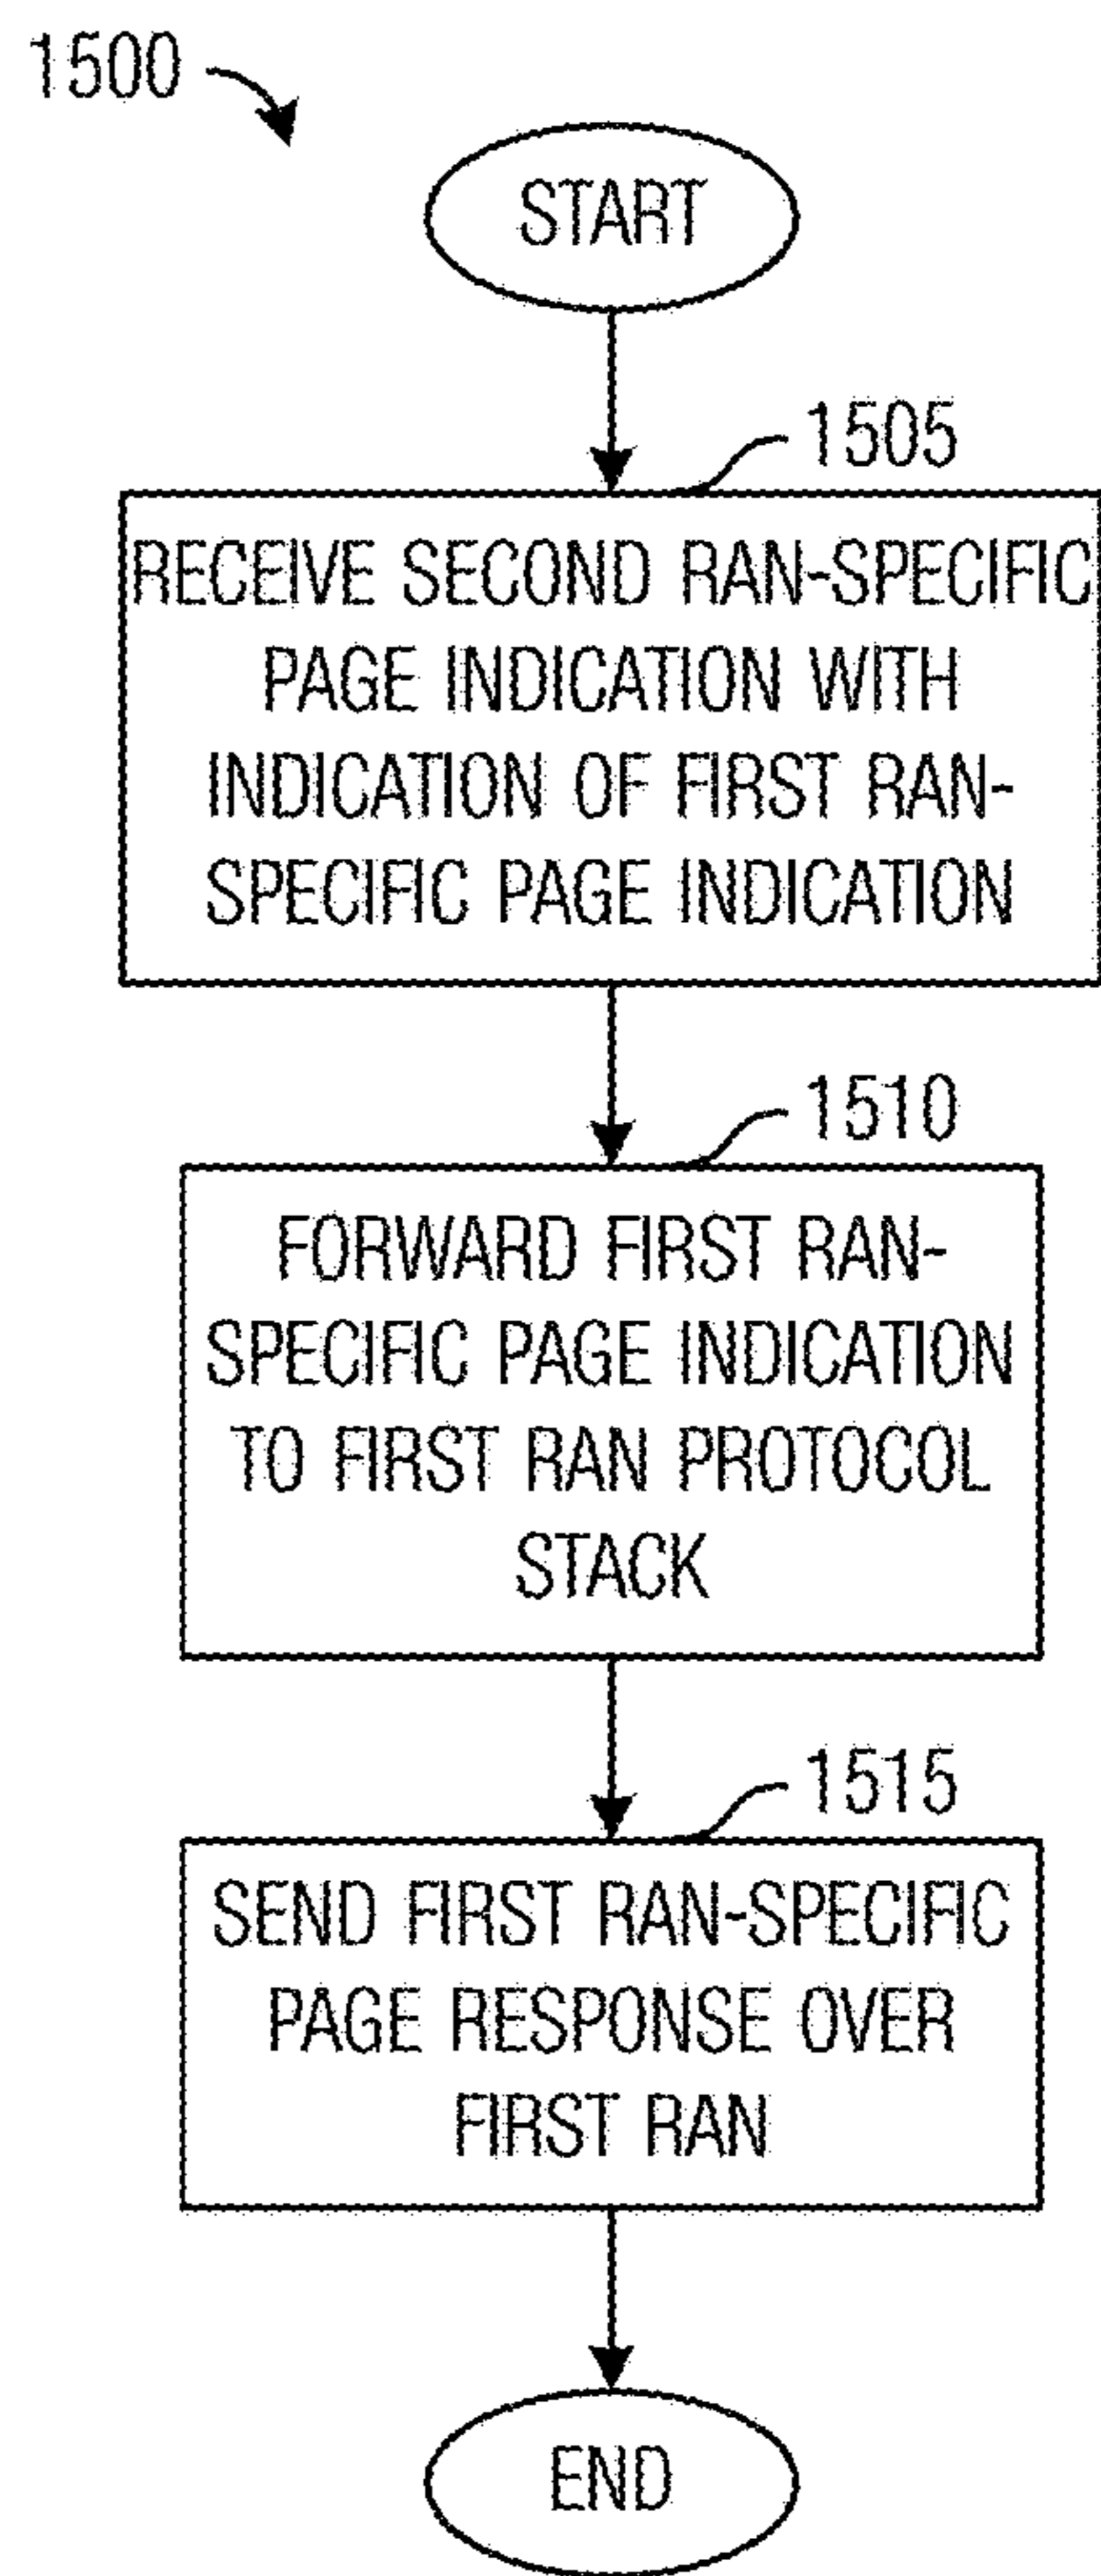 1500
START
1505
RECEIVE SECOND RAN-SPECIFIC
PAGE INDICATION WITH
INDICATION OF FIRST RAN-
SPECIFIC PAGE INDICATION
1510
FORWARD FIRST RAN-
SPECIFIC PAGE INDICATION
TO FIRST RAN PROTOCOL
STACK
1515
SEND FIRST RAN-SPECIFIC
PAGE RESPONSE OVER
FIRST RAN
END